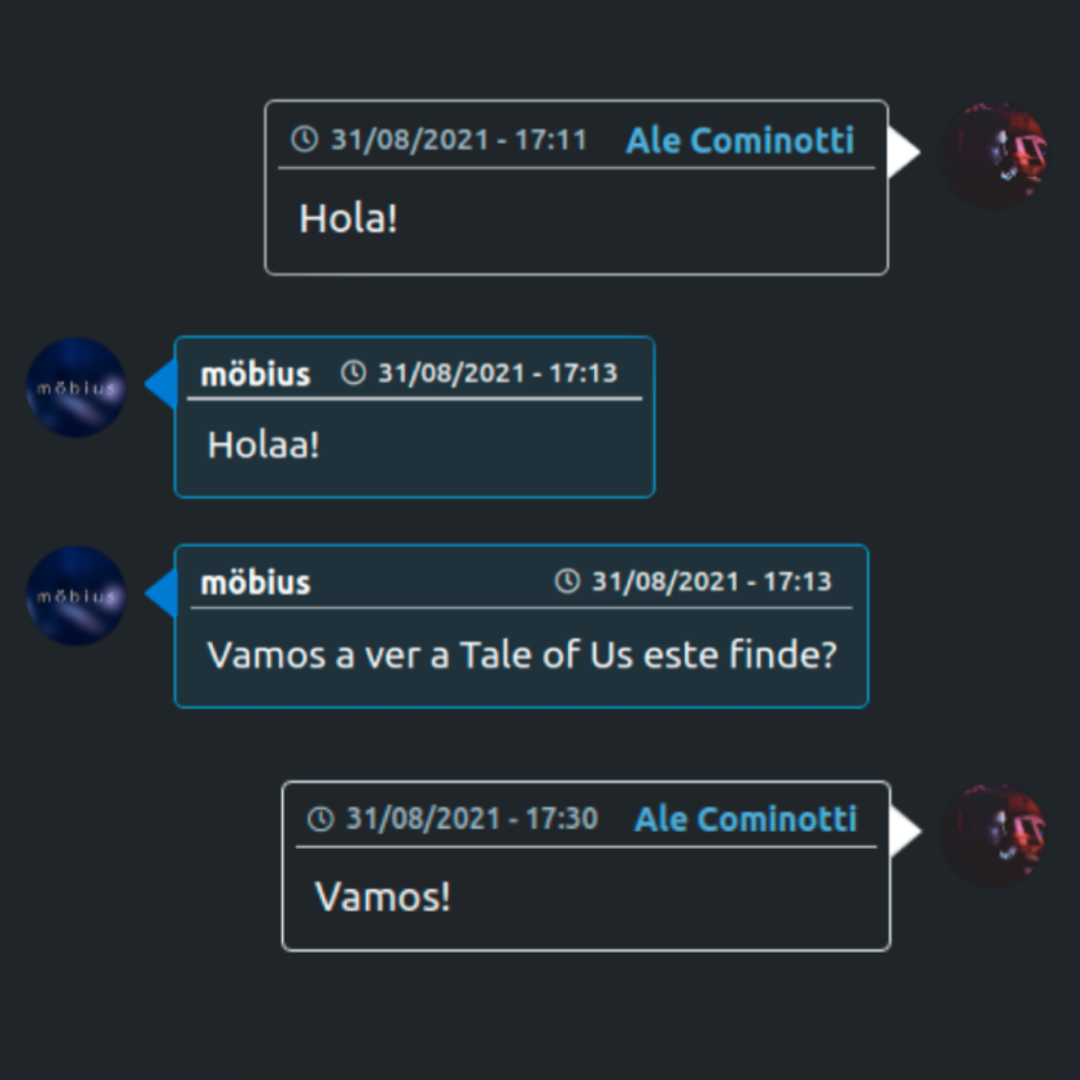 31/08/2021 - 17:11 Ale Cominotti
Hola!
möbius 31/08/2021 - 17:13
möbius
Holaa!
möbius 31/08/2021 - 17:13
möbius
Vamos a ver a Tale of Us este finde?
31/08/2021 - 17:30 Ale Cominotti
Vamos!